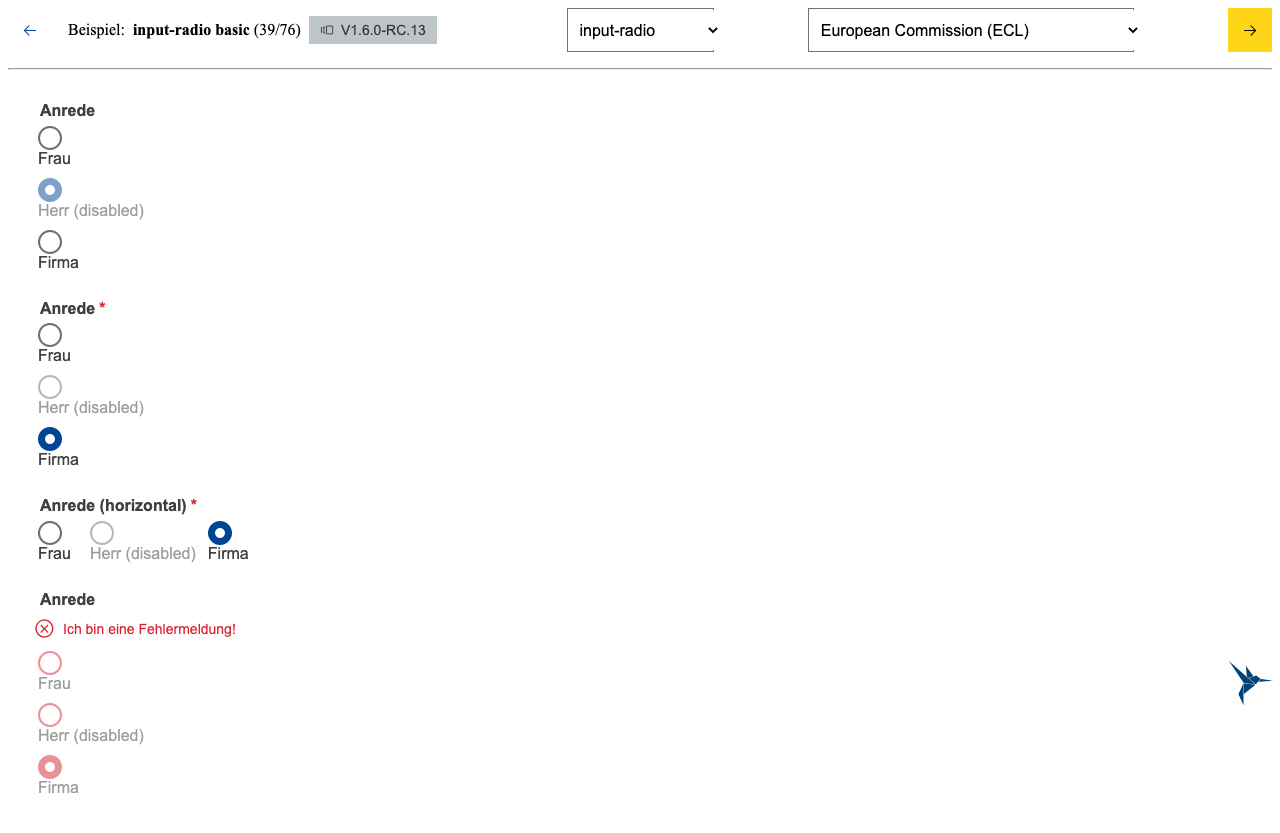 Beispiel: input-radio basic (39/76) V1.6.0-RC.13 input-radio European Commission (ECL)
Anrede
Frau
Herr (disabled)
Firma
Anrede *
Frau
Herr (disabled)
Firma
Anrede (horizontal) *
Frau Herr (disabled) Firma
Anrede
Ich bin eine Fehlermeldung!
Frau
Herr (disabled)
Firma